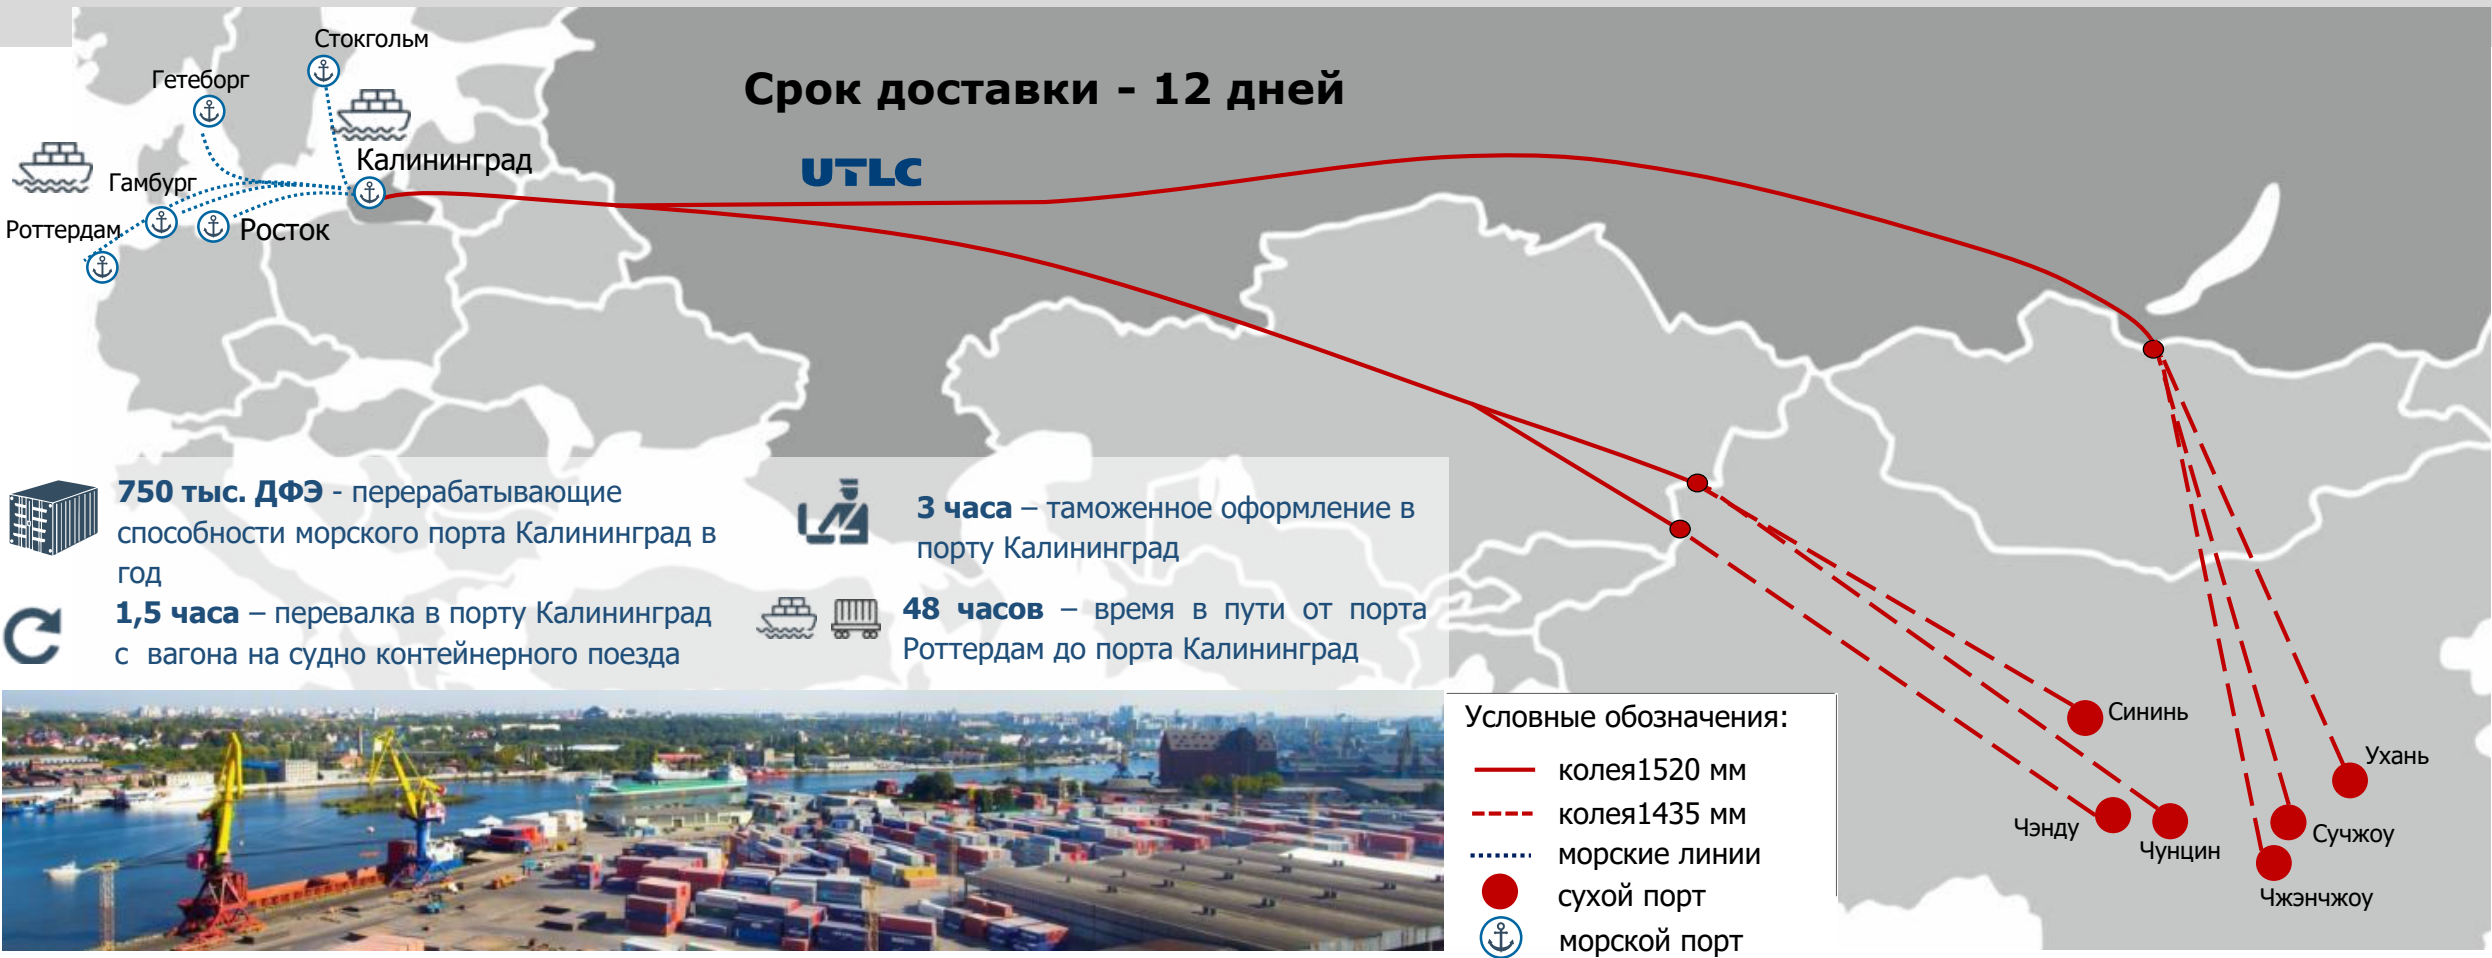 Стокгольм
Гетеборг
Срок доставки - 12 дней
Калининград
UTLC
Гамбург
Роттердам
Росток
750 тыс. ДФЭ - перерабатывающие
способности морского порта Калининград в
год
1,5 часа – перевалка в порту Калининград
с вагона на судно контейнерного поезда
3 часа – таможенное оформление в
порту Калининград
48 часов – время в пути от порта
Роттердам до порта Калининград
Условные обозначения:
колея1520 мм
колея1435 мм
морские линии
сухой порт
морской порт
Сининь
Ухань
Чэнду
Чунцин
Сучжоу
Чжэнчжоу